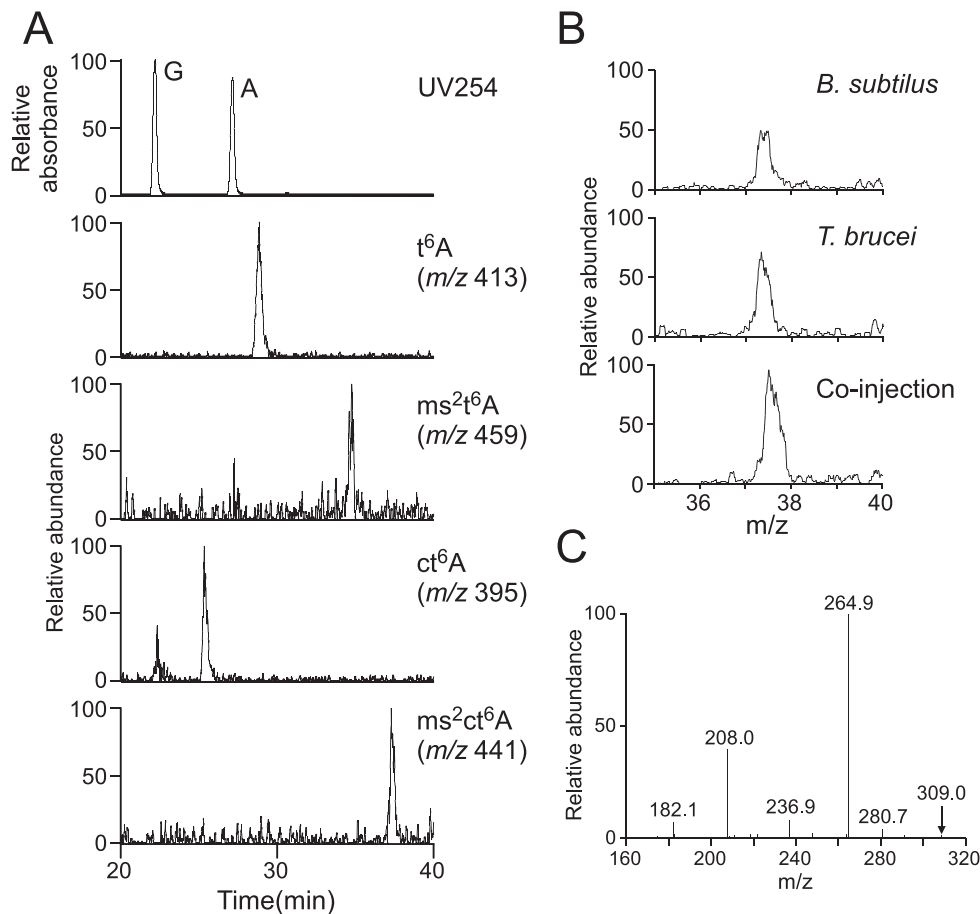 A
Relative absorbance
100
50
0
G
A
UV254
Relative abundance
100
50
0
t⁶A
(m/z 413)
100
50
0
ms²t⁶A
(m/z 459)
100
50
0
ct⁶A
(m/z 395)
100
50
0
ms²ct⁶A
(m/z 441)
20 30 40
Time(min)
B
Relative abundance
100
50
0
B. subtilus
100
50
0
T. brucei
100
50
0
Co-injection
36 38 40
m/z
C
Relative abundance
100
50
0
182.1
208.0
236.9
264.9
280.7
309.0
160 200 240 280 320
m/z